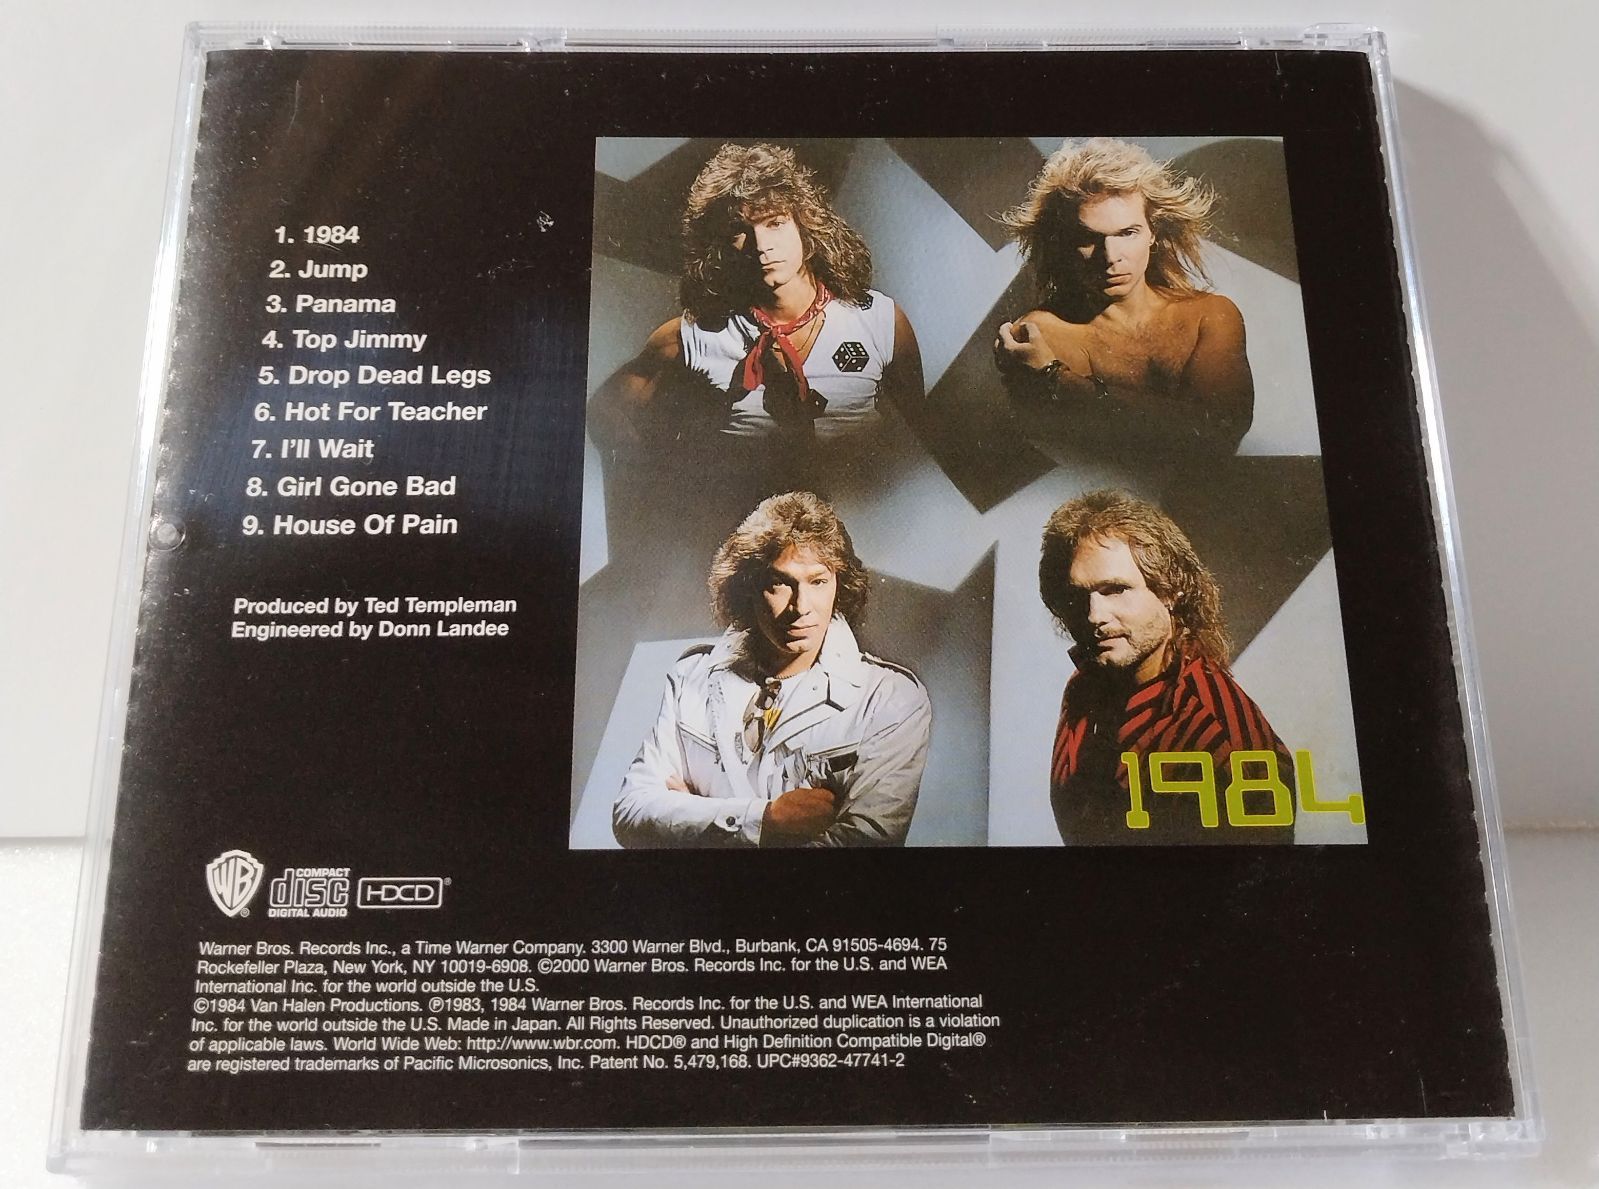 1. 1984
2. Jump
3. Panama
4. Top Jimmy
5. Drop Dead Legs
6. Hot For Teacher
7. I'll Wait
8. Girl Gone Bad
9. House Of Pain
Produced by Ted Templeman
Engineered by Donn Landee
1984
WB®
COMPACT
disc
DIGITAL AUDIO
HDCD®
Warner Bros. Records Inc., a Time Warner Company. 3300 Warner Blvd., Burbank, CA 91505-4694. 75
Rockefeller Plaza, New York, NY 10019-6908. ©2000 Warner Bros. Records Inc. for the U.S. and WEA
International Inc. for the world outside the U.S.
©1984 Van Halen Productions. ℗1983, 1984 Warner Bros. Records Inc. for the U.S. and WEA International
Inc. for the world outside the U.S. Made in Japan. All Rights Reserved. Unauthorized duplication is a violation
of applicable laws. World Wide Web: http://www.wbr.com. HDCD® and High Definition Compatible Digital®
are registered trademarks of Pacific Microsonics, Inc. Patent No. 5,479,168. UPC#9362-47741-2